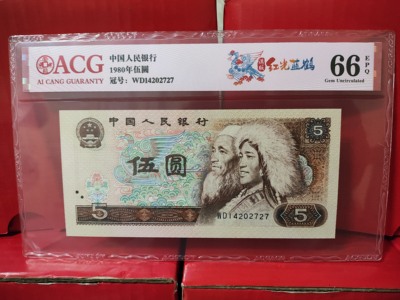 ACG
AI CANG GUARANTY
中国人民银行
1980年伍圆
冠号: WD14202727
红光蓝鹤
66 EPQ
Gem Uncirculated
中国人民银行
5
伍圆
5
WD14202727
5